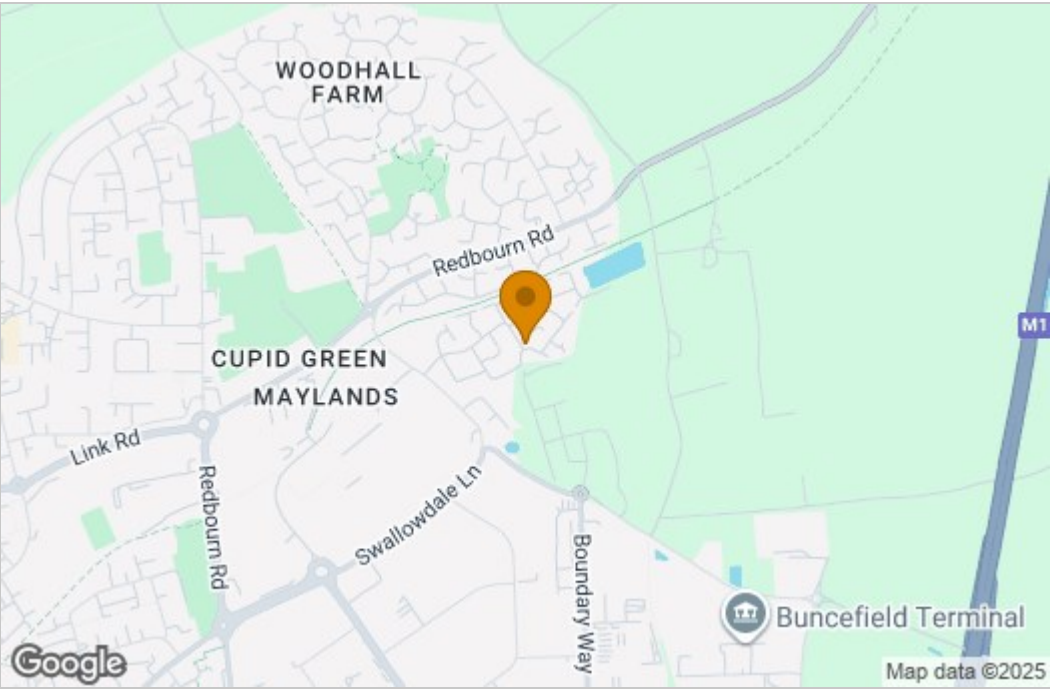 WOODHALL
FARM
Redbourn Rd
M1
CUPID GREEN
MAYLANDS
Link Rd
Redbourn Rd
Swallowdale Ln
Boundary Way
Buncefield Terminal
Google
Map data ©2025